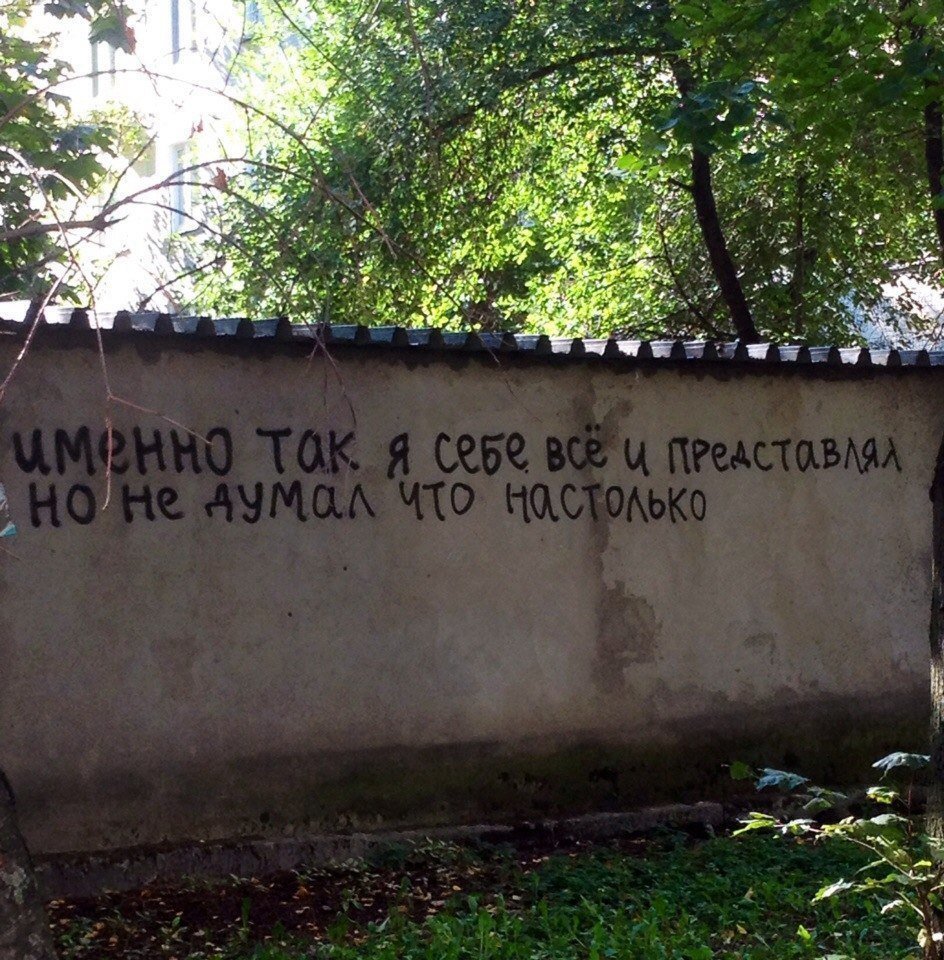 именно так я себе всё и представлял
но не думал что настолько